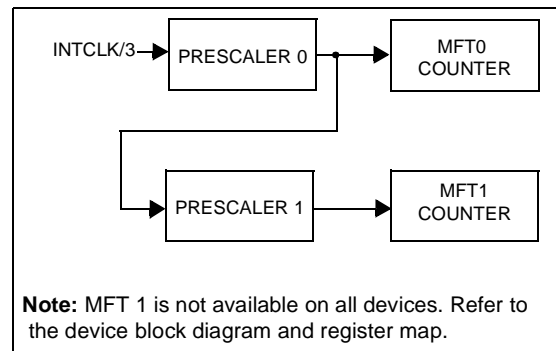 INTCLK/3
PRESCALER 0
MFT0
COUNTER
PRESCALER 1
MFT1
COUNTER
Note: MFT 1 is not available on all devices. Refer to
the device block diagram and register map.